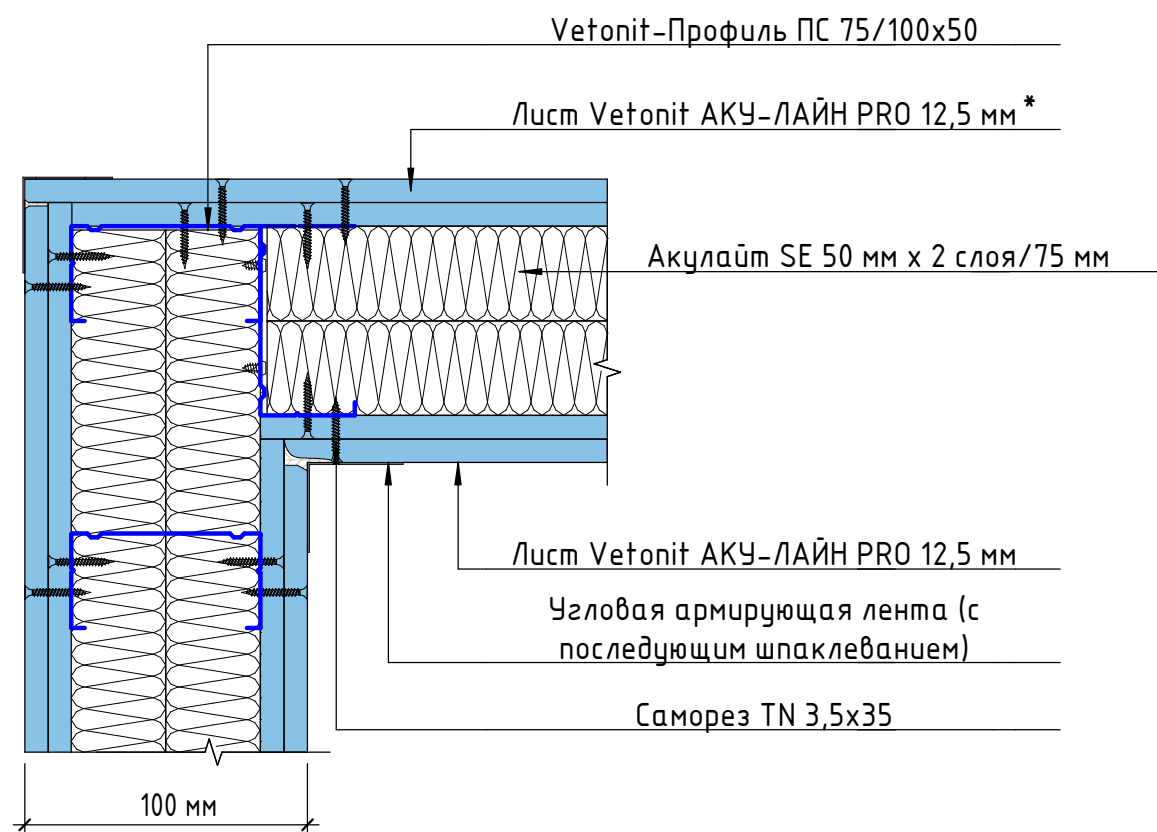 Vetonit-Профиль ПС 75/100х50
Лист Vetonit АКУ-ЛАЙН PRO 12,5 мм *
Акулайт SE 50 мм х 2 слоя/75 мм
Лист Vetonit АКУ-ЛАЙН PRO 12,5 мм
Угловая армирующая лента (с
последующим шпаклеванием)
Саморез TN 3,5х35
100 мм